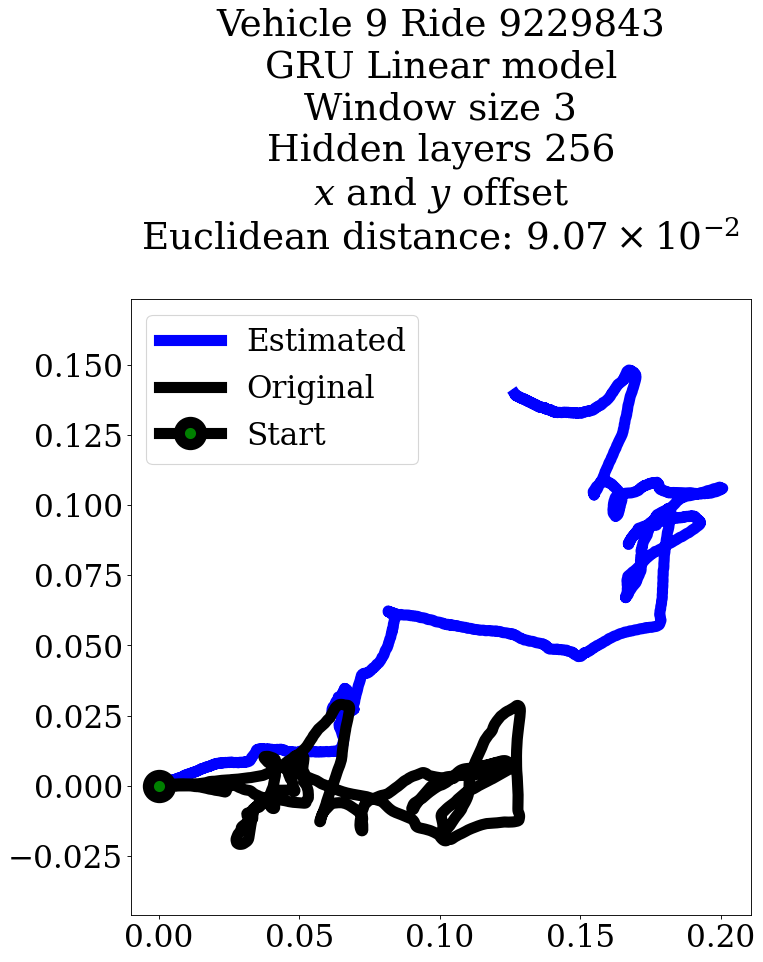 Vehicle 9 Ride 9229843
GRU Linear model
Window size 3
Hidden layers 256
x and y offset
Euclidean distance: 9.07 × 10⁻²
Estimated
Original
Start
0.150
0.125
0.100
0.075
0.050
0.025
0.000
−0.025
0.00 0.05 0.10 0.15 0.20